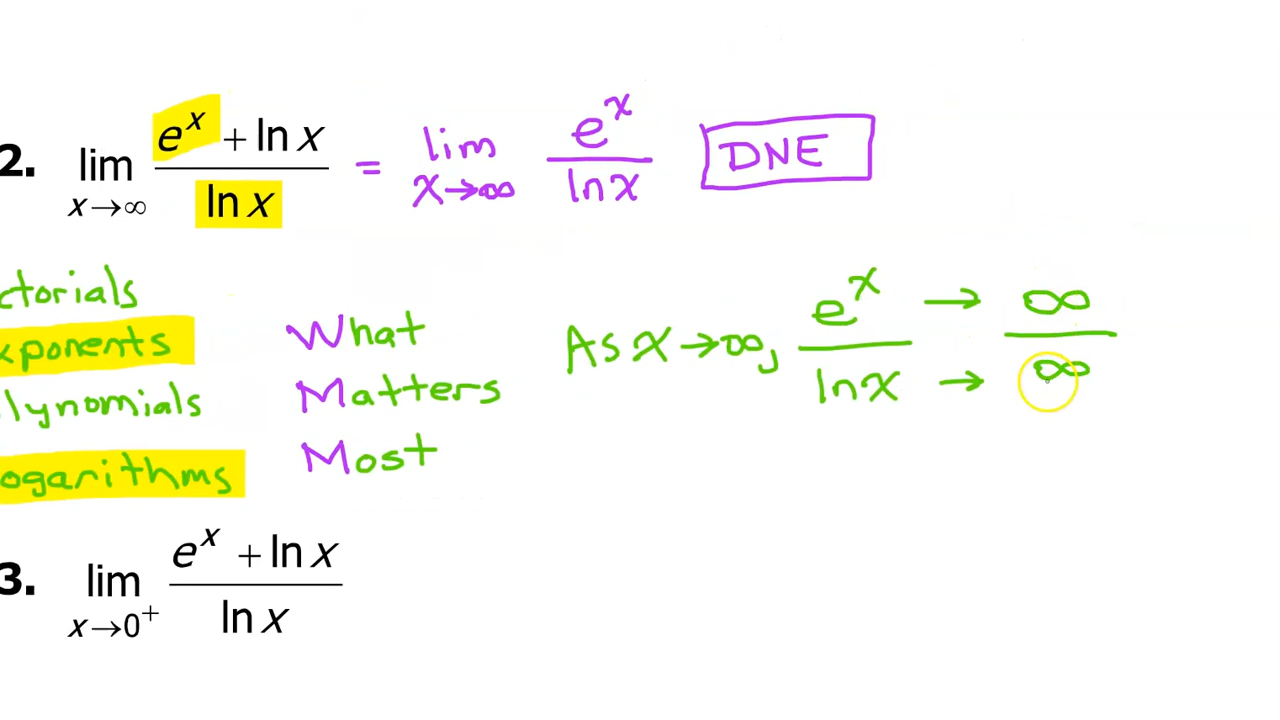 2. lim x→∞ (e^x + ln x)/(ln x) = lim x→∞ e^x/ln x DNE
ctorials
xponents
lynomials
ogarithms
What
Matters
Most
As x→∞, e^x/ln x → ∞/∞
3. lim x→0⁺ (e^x + ln x)/(ln x)